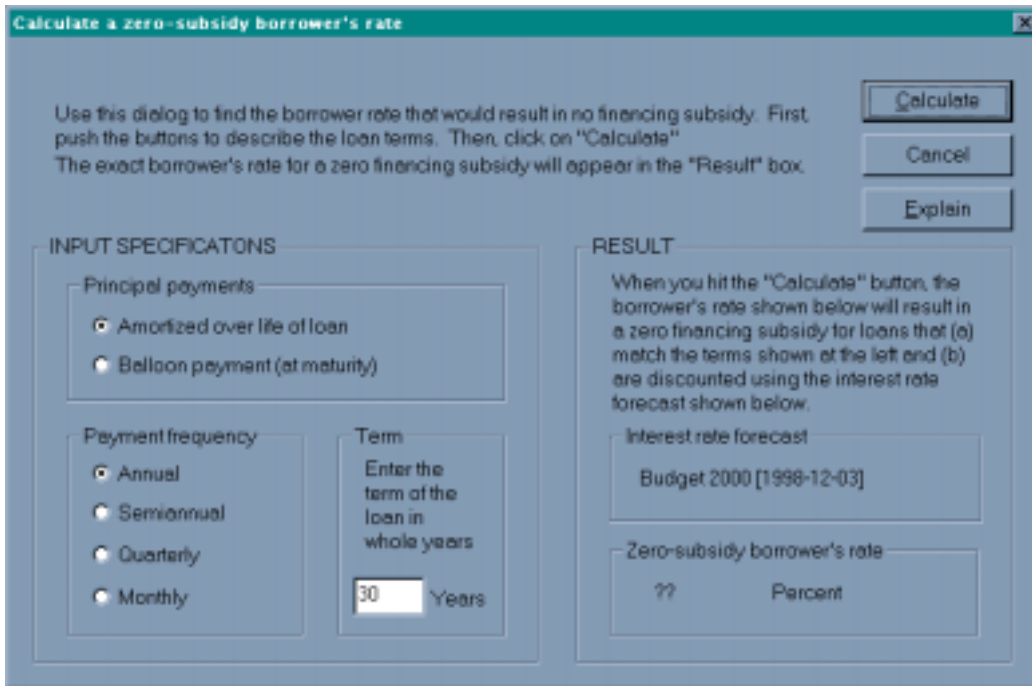 Calculate a zero-subsidy borrower's rate
Use this dialog to find the borrower rate that would result in no financing subsidy. First,
push the buttons to describe the loan terms. Then, click on "Calculate"
The exact borrower's rate for a zero financing subsidy will appear in the "Result" box.
Calculate
Cancel
Explain
INPUT SPECIFICATONS
Principal payments
Amortized over life of loan
Balloon payment (at maturity)
Payment frequency
Annual
Semiannual
Quarterly
Monthly
Term
Enter the
term of the
loan in
whole years
30 Years
RESULT
When you hit the "Calculate" button, the
borrower's rate shown below will result in
a zero financing subsidy for loans that (a)
match the terms shown at the left and (b)
are discounted using the interest rate
forecast shown below.
Interest rate forecast
Budget 2000 [1998-12-03]
Zero-subsidy borrower's rate
?? Percent